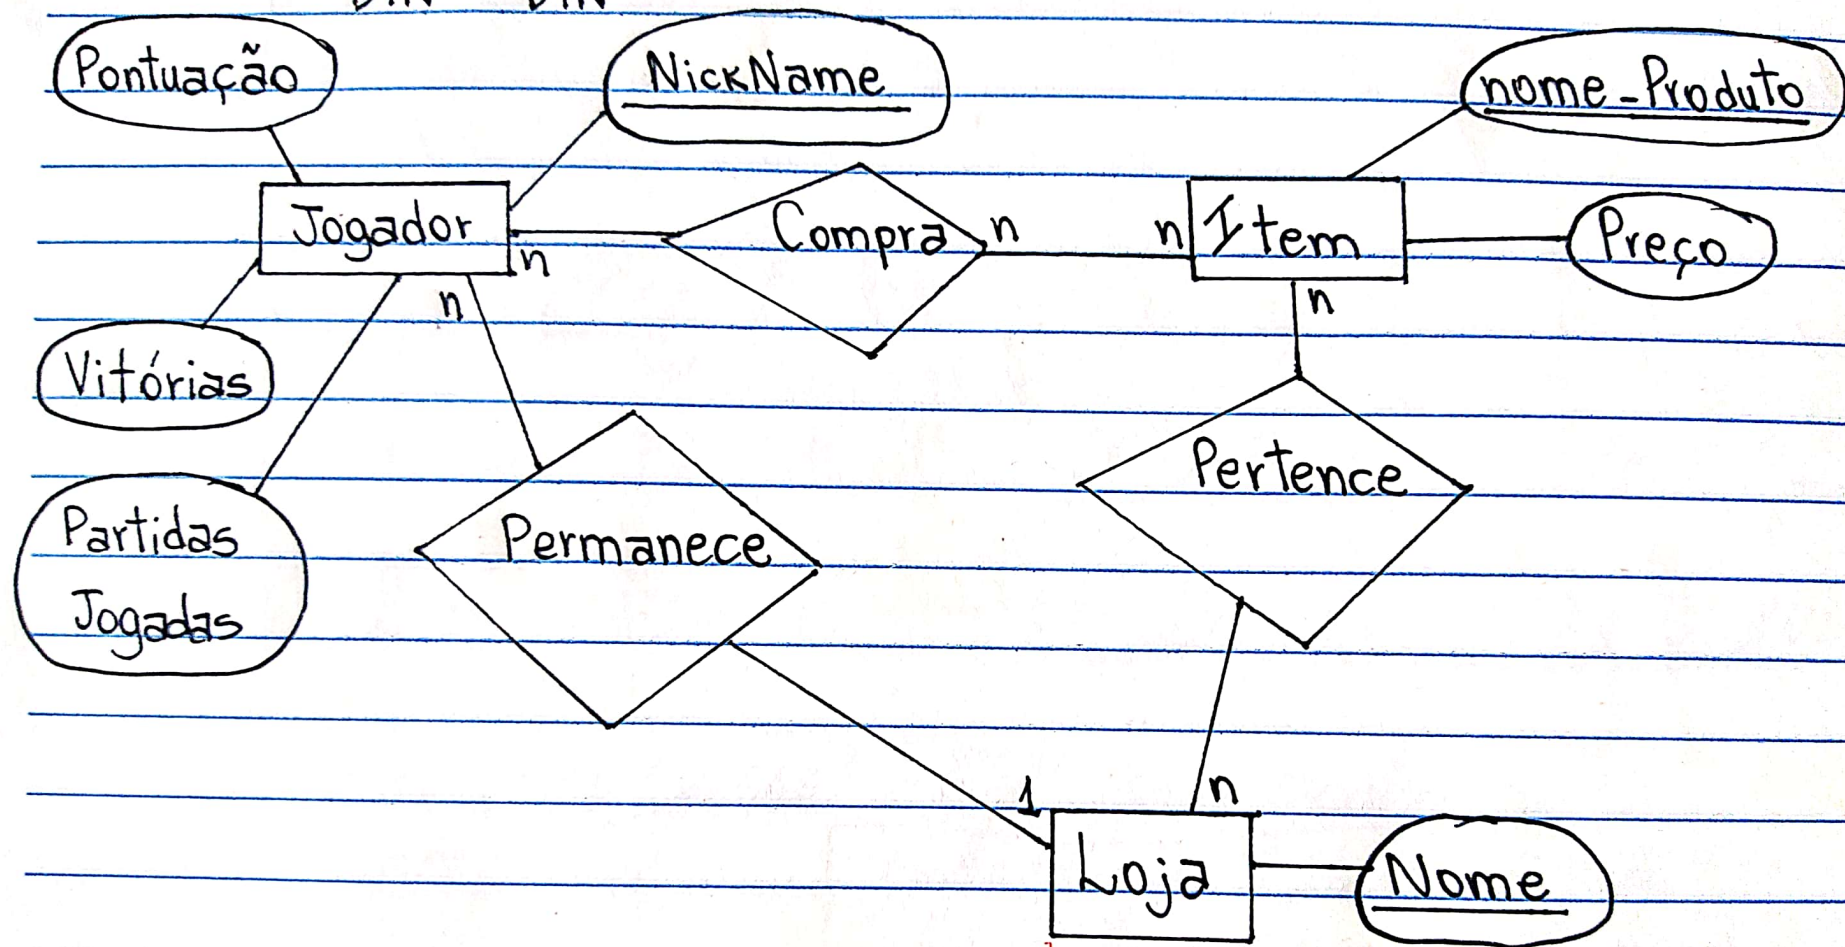 Pontuação
NickName
nome_Produto
Jogador
n
Compra
n
n
Item
Preço
n
n
Vitórias
Pertence
Partidas
Jogadas
Permanece
1
n
Loja
Nome